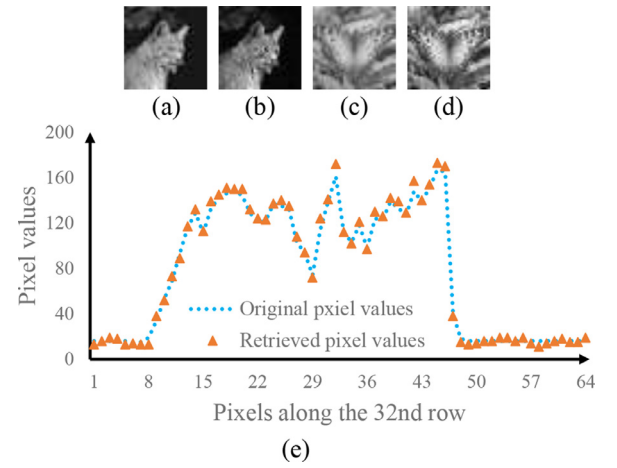 (a) (b) (c) (d)
200
160
120
80
40
0
Pixel values
Original pxiel values
Retrieved pixel values
1 8 15 22 29 36 43 50 57 64
Pixels along the 32nd row
(e)